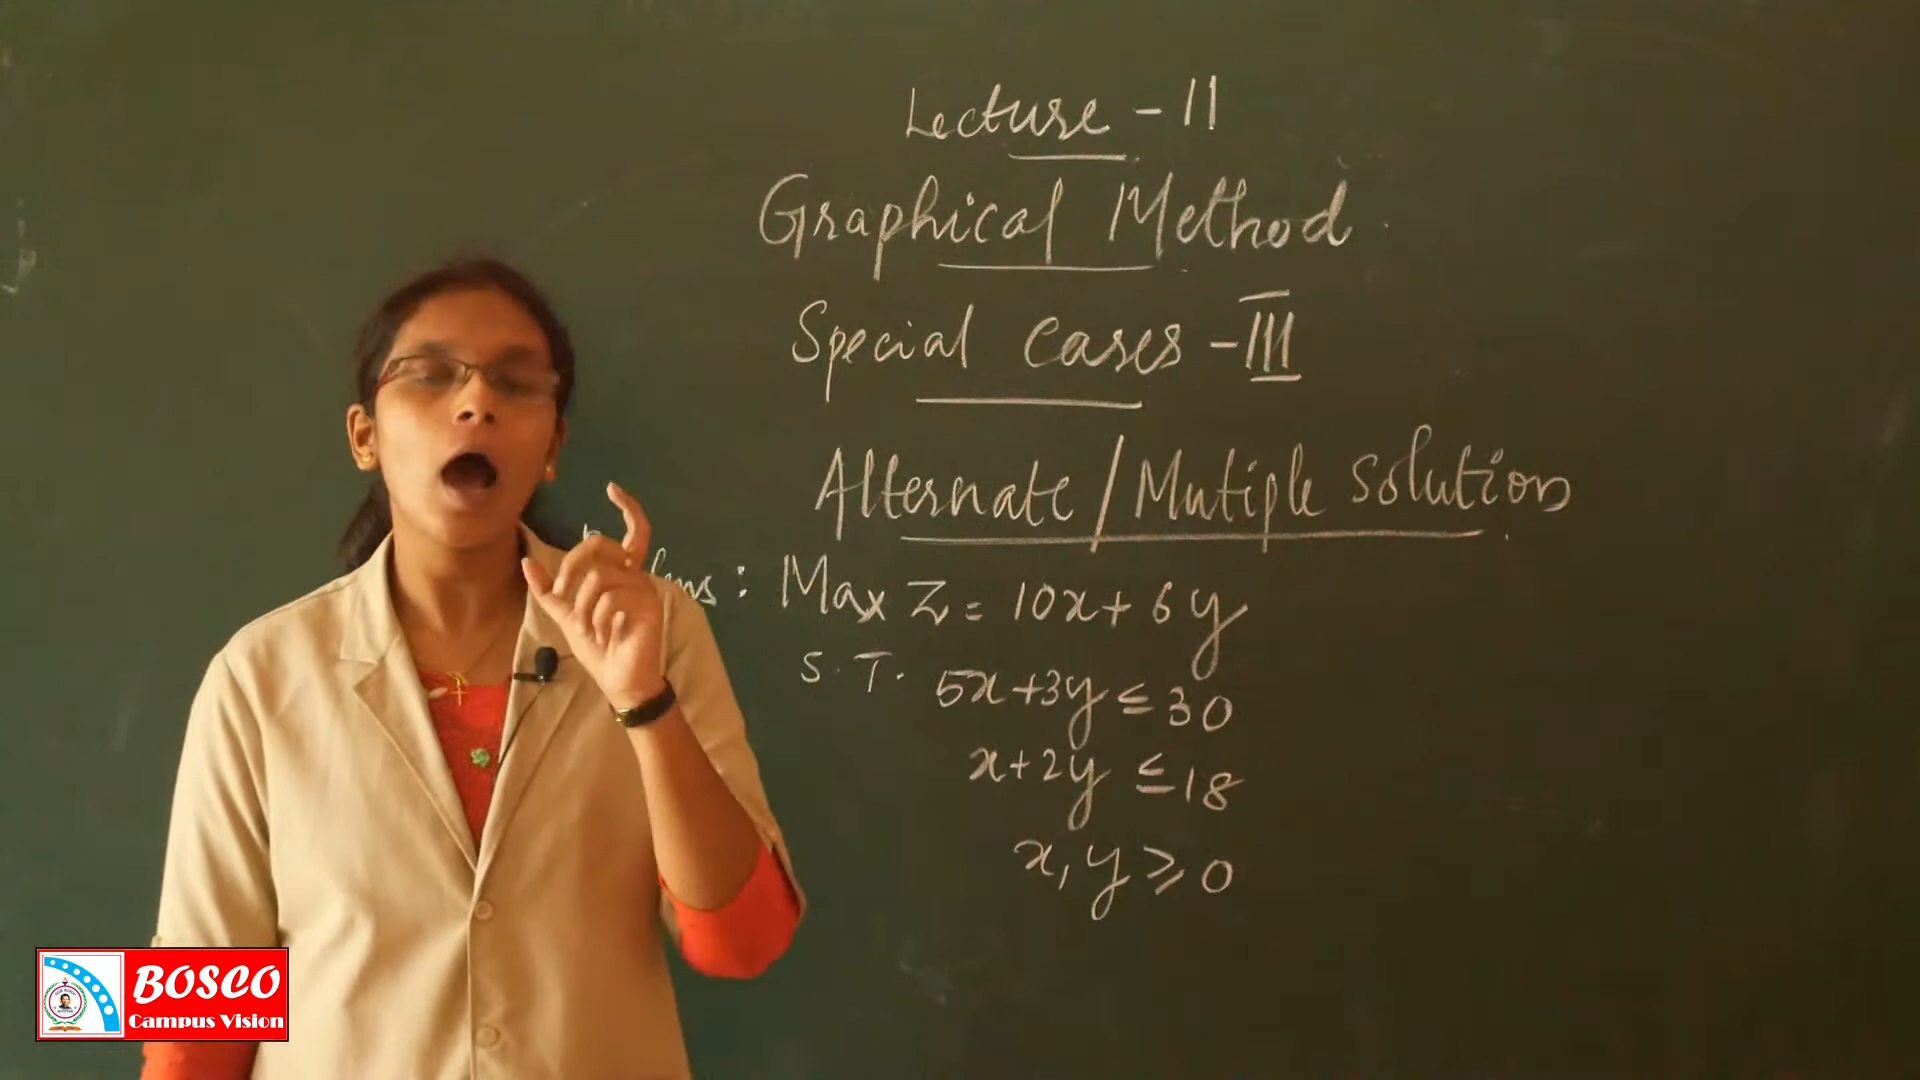 Lecture - 11
Graphical Method
Special Cases - III
Alternate / Mutiple Solution
: Max Z = 10x + 6y
S.T. 5x + 3y ≤ 30
x + 2y ≤ 18
x, y ≥ 0
BOSCO
Campus Vision